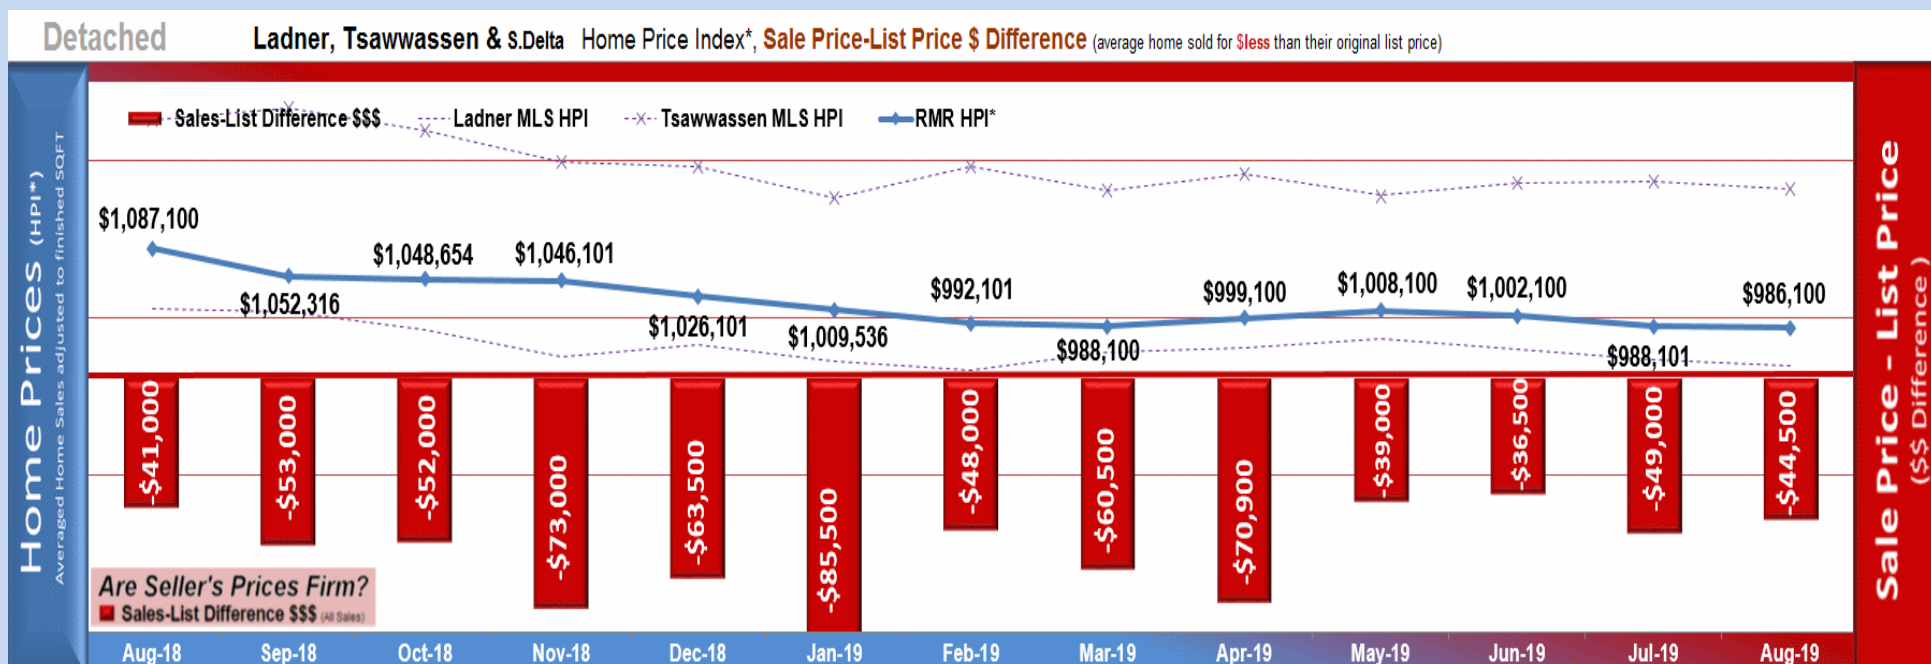 Detached
Ladner, Tsawwassen & S.Delta Home Price Index*, Sale Price-List Price $ Difference (average home sold for $less than their original list price)
Home Prices (HPI*)
Averaged Home Sales adjusted to finished SQFT
Sales-List Difference $$$ Ladner MLS HPI Tsawwassen MLS HPI RMR HPI*
$1,087,100
$1,052,316
$1,048,654
$1,046,101
$1,026,101
$1,009,536
$992,101
$988,100
$999,100
$1,008,100
$1,002,100
$988,101
$986,100
-$41,000
-$53,000
-$52,000
-$73,000
-$63,500
-$85,500
-$48,000
-$60,500
-$70,900
-$39,000
-$36,500
-$49,000
-$44,500
Are Seller's Prices Firm?
Sales-List Difference $$$ (All Sales)
Aug-18 Sep-18 Oct-18 Nov-18 Dec-18 Jan-19 Feb-19 Mar-19 Apr-19 May-19 Jun-19 Jul-19 Aug-19
Sale Price - List Price
($$ Difference )